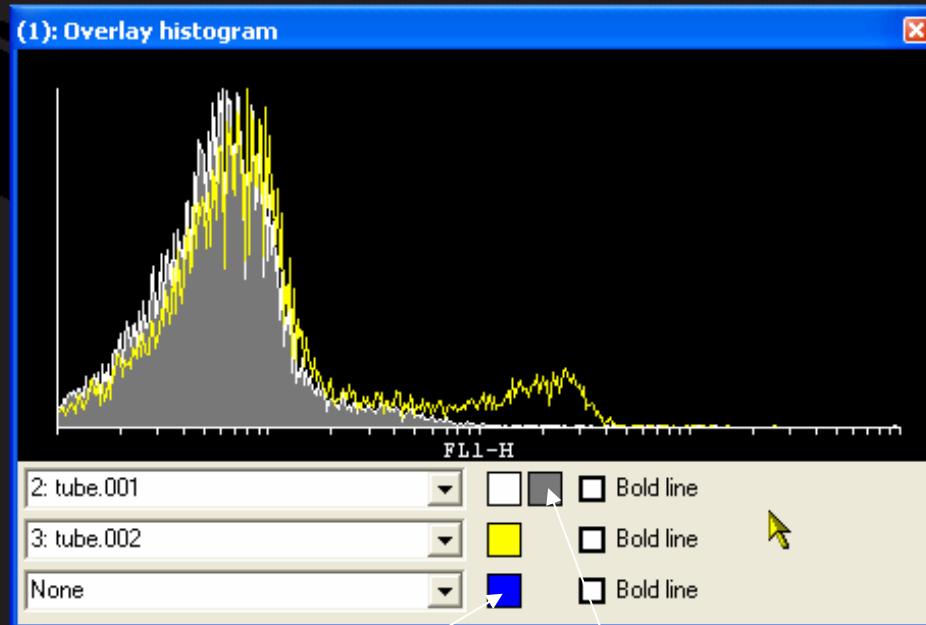 (1): Overlay histogram
FL1-H
2: tube.001 Bold line
3: tube.002 Bold line
None Bold line